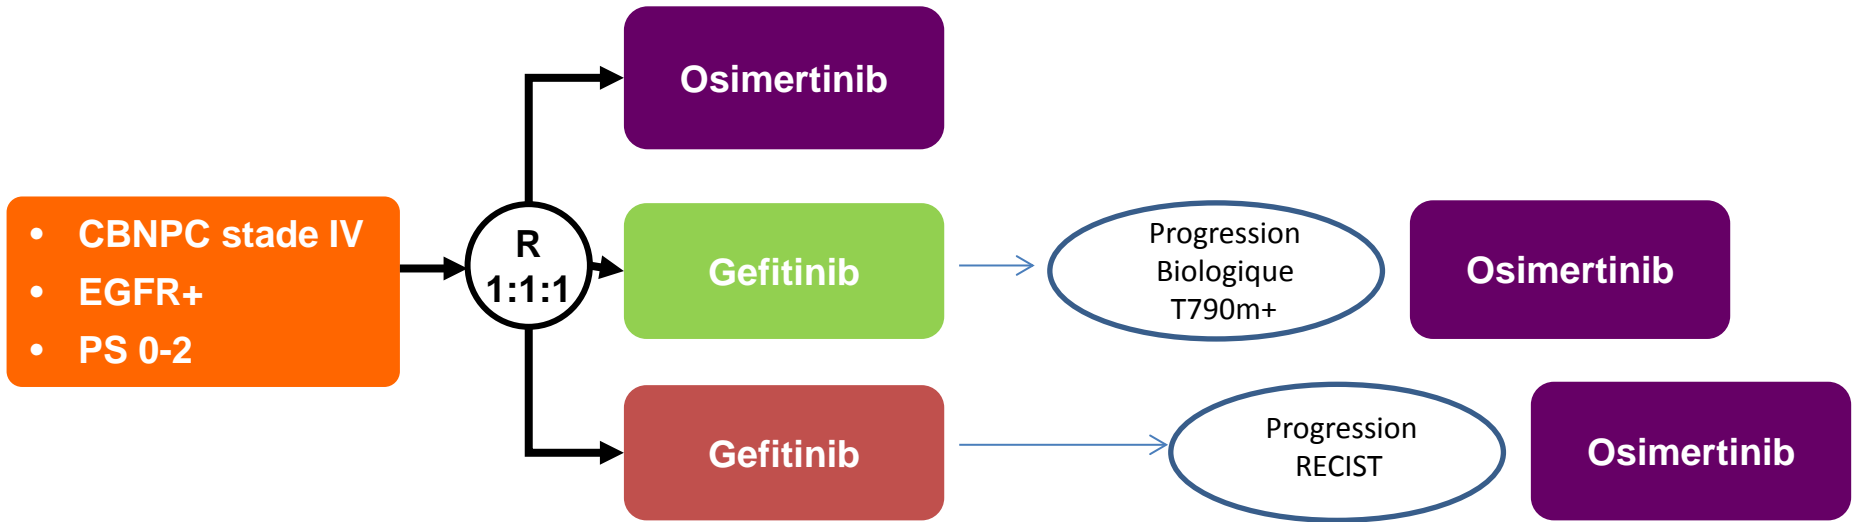 • CBNPC stade IV
• EGFR+
• PS 0-2
R
1:1:1
Osimertinib
Gefitinib
Progression
Biologique
T790m+
Osimertinib
Gefitinib
Progression
RECIST
Osimertinib